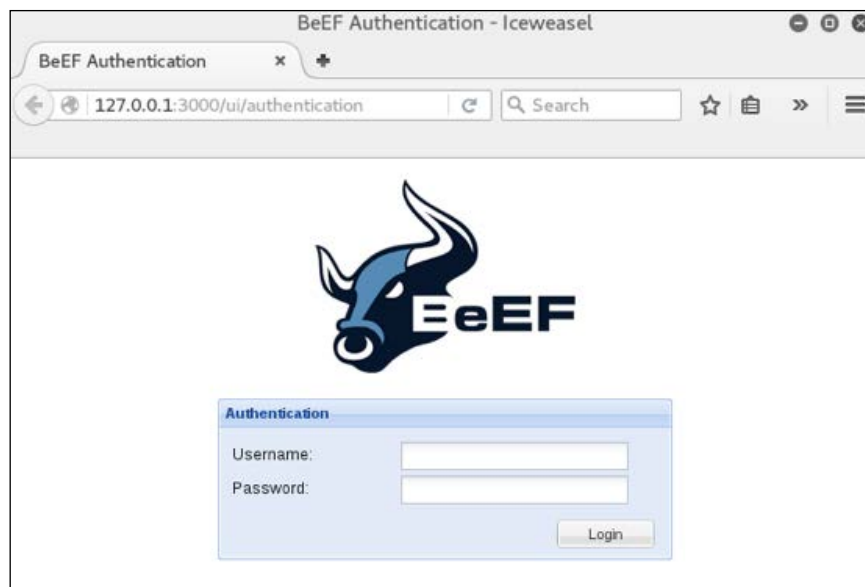 BeEF Authentication - Iceweasel
BeEF Authentication
127.0.0.1:3000/ui/authentication
Search
BeEF
Authentication
Username:
Password:
Login